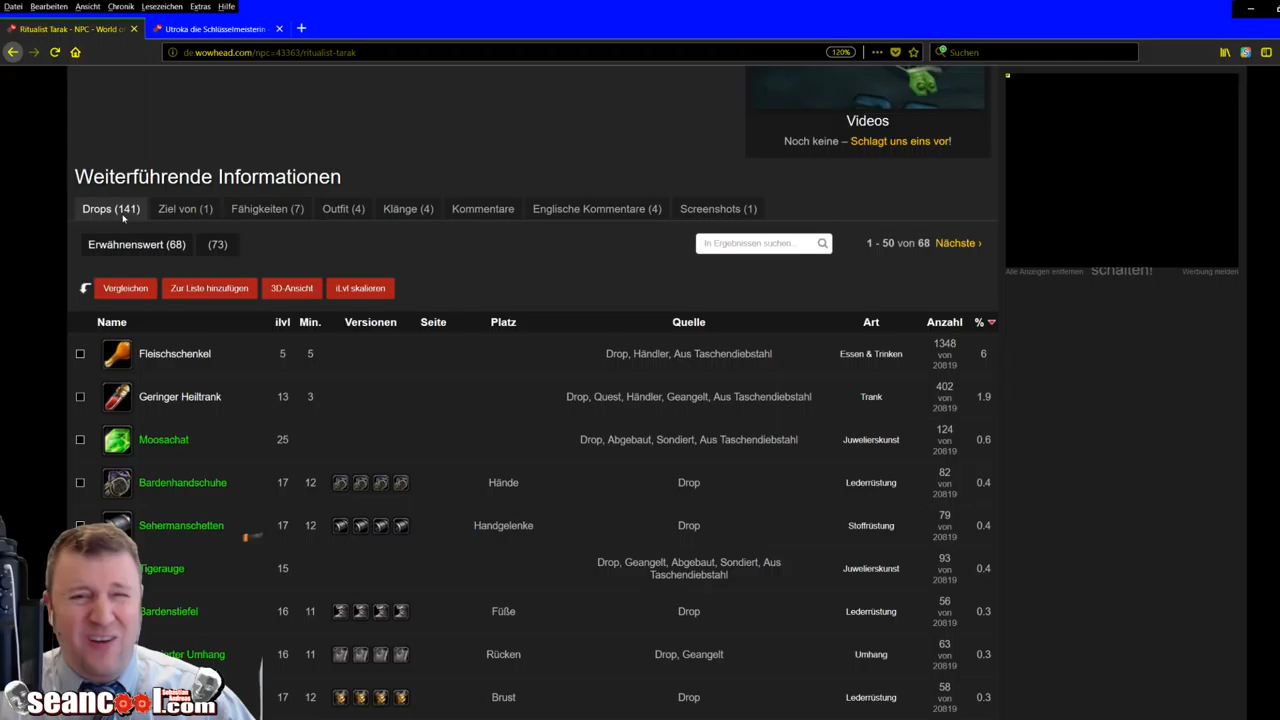 Datei Bearbeiten Ansicht Chronik Lesezeichen Extras Hilfe
Ritualist Tarak - NPC - World of
Utroka die Schlüsselmeisterin
de.wowhead.com/npc=43363/ritualist-tarak
120%
Suchen
Videos
Noch keine – Schlagt uns eins vor!
Weiterführende Informationen
Drops (141) Ziel von (1) Fähigkeiten (7) Outfit (4) Klänge (4) Kommentare Englische Kommentare (4) Screenshots (1)
Alle Anzeigen entfernen schalten! Werbung melden
Erwähnenswert (68) (73) In Ergebnissen suchen... 1 - 50 von 68 Nächste ›
Vergleichen Zur Liste hinzufügen 3D-Ansicht iLvl skalieren
Name ilvl Min. Versionen Seite Platz Quelle Art Anzahl %
Fleischschenkel 5 5 Drop, Händler, Aus Taschendiebstahl Essen & Trinken 1348 von 20819 6
Geringer Heiltrank 13 3 Drop, Quest, Händler, Geangelt, Aus Taschendiebstahl Trank 402 von 20819 1.9
Moosachat 25 Drop, Abgebaut, Sondiert, Aus Taschendiebstahl Juwelierskunst 124 von 20819 0.6
Bardenhandschuhe 17 12 Hände Drop Lederrüstung 82 von 20819 0.4
Sehermanschetten 17 12 Handgelenke Drop Stoffrüstung 79 von 20819 0.4
Tigerauge 15 Drop, Geangelt, Abgebaut, Sondiert, Aus Taschendiebstahl Juwelierskunst 93 von 20819 0.4
Bardenstiefel 16 11 Füße Drop Lederrüstung 56 von 20819 0.3
Umhang 16 11 Rücken Drop, Geangelt Umhang 63 von 20819 0.3
17 12 Brust Drop Lederrüstung 58 von 20819 0.3
seancool.com
Sebastian Andreas